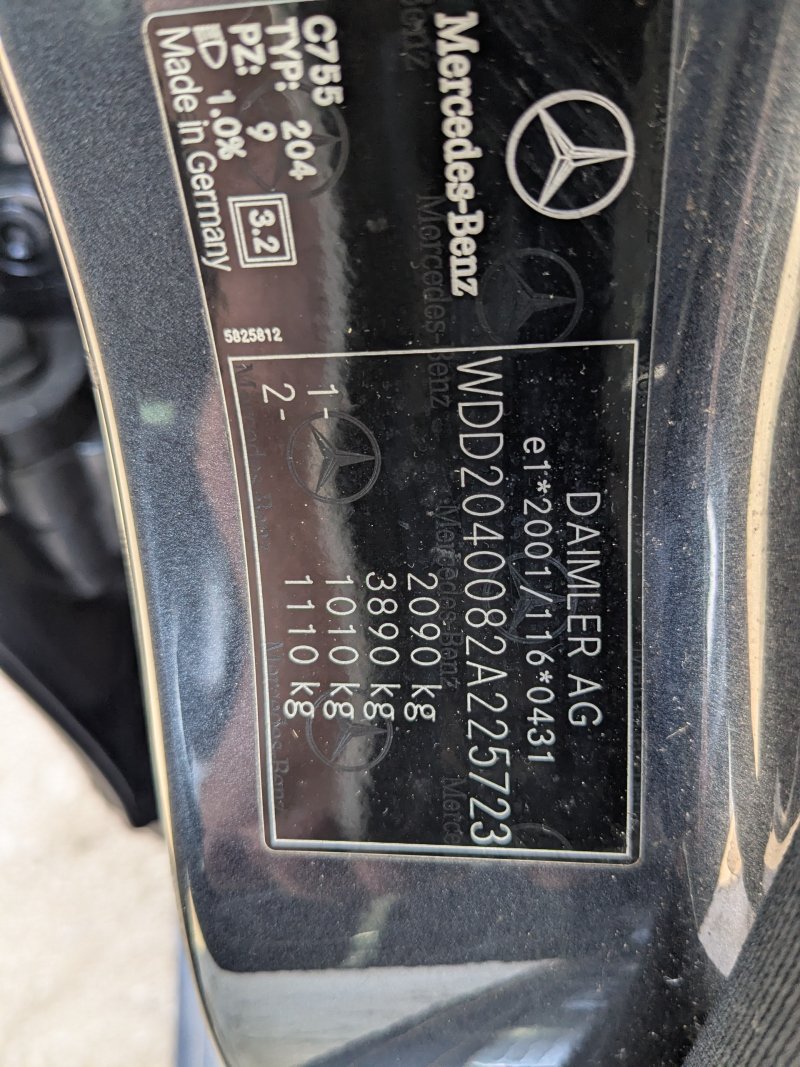 Mercedes-Benz
C755
TYP: 204
PZ: 9
3.2
1.0%
Made in Germany
5825812
DAIMLER AG
e1*2001/116*0431
WDD2040082A225723
2090 kg
3890 kg
1- 1010 kg
2- 1110 kg